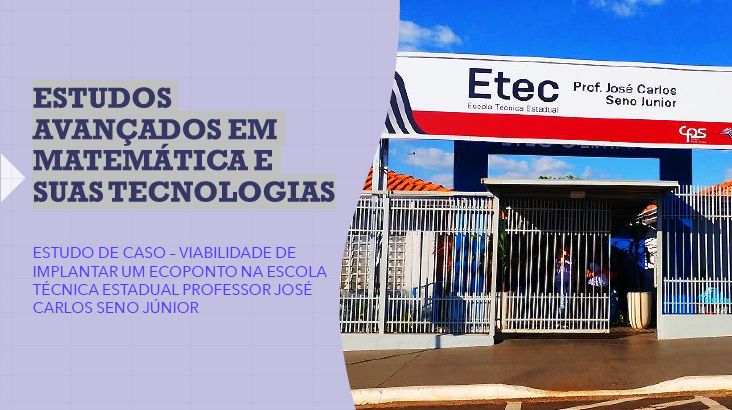 ESTUDOS
AVANÇADOS EM
MATEMÁTICA E
SUAS TECNOLOGIAS
ESTUDO DE CASO – VIABILIDADE DE
IMPLANTAR UM ECOPONTO NA ESCOLA
TÉCNICA ESTADUAL PROFESSOR JOSÉ
CARLOS SENO JÚNIOR
Etec
Escola Técnica Estadual
Prof. José Carlos
Seno Junior
cps